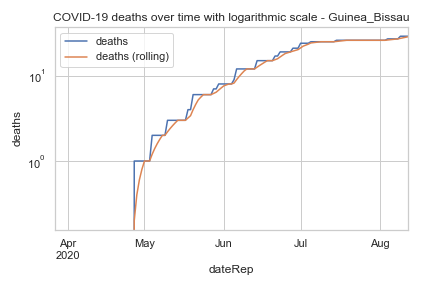 COVID-19 deaths over time with logarithmic scale - Guinea_Bissau
deaths
deaths (rolling)
10¹
10⁰
deaths
Apr
2020
May
Jun
Jul
Aug
dateRep